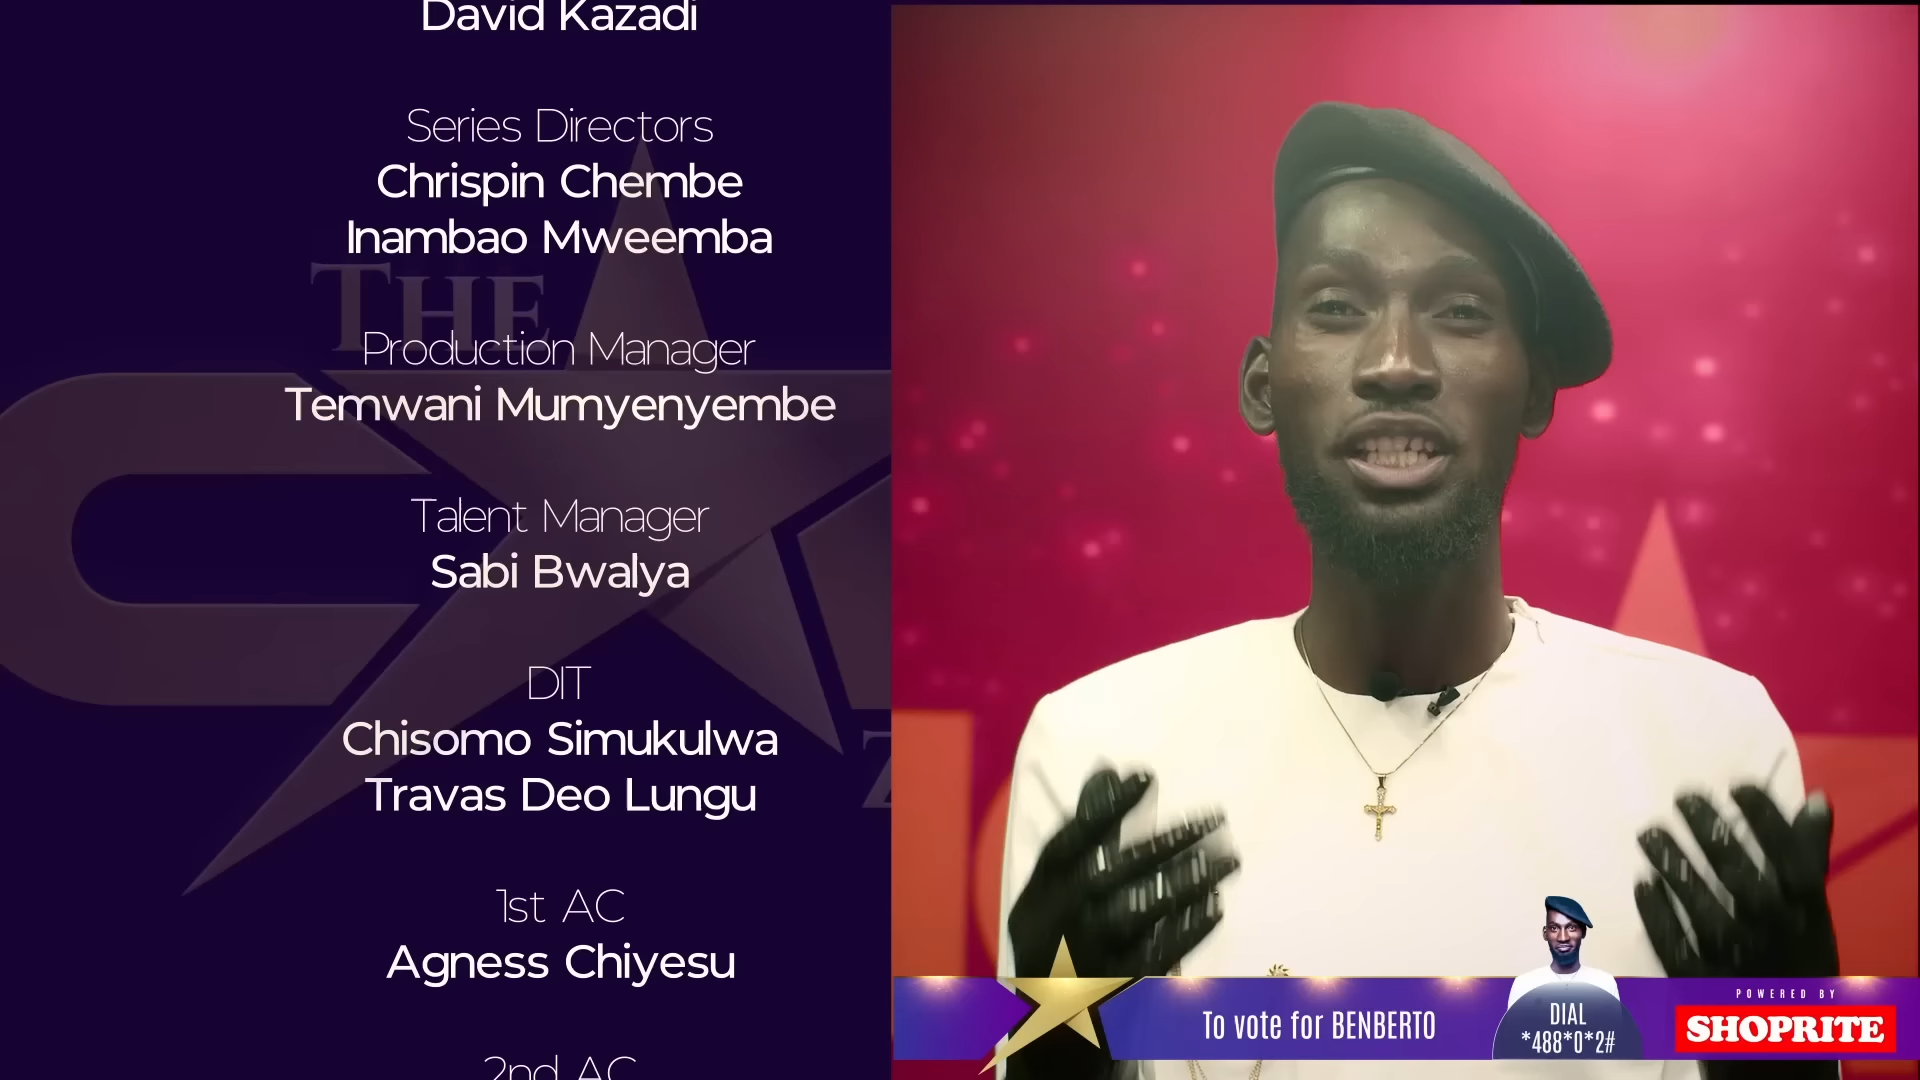 David Kazadi
Series Directors
Chrispin Chembe
Inambao Mweemba
THE
Production Manager
Temwani Mumyenyembe
Talent Manager
Sabi Bwalya
DIT
Chisomo Simukulwa
Travas Deo Lungu
1st AC
Agness Chiyesu
2nd AC
To vote for BENBERTO
DIAL
*488*0*2#
POWERED BY
SHOPRITE